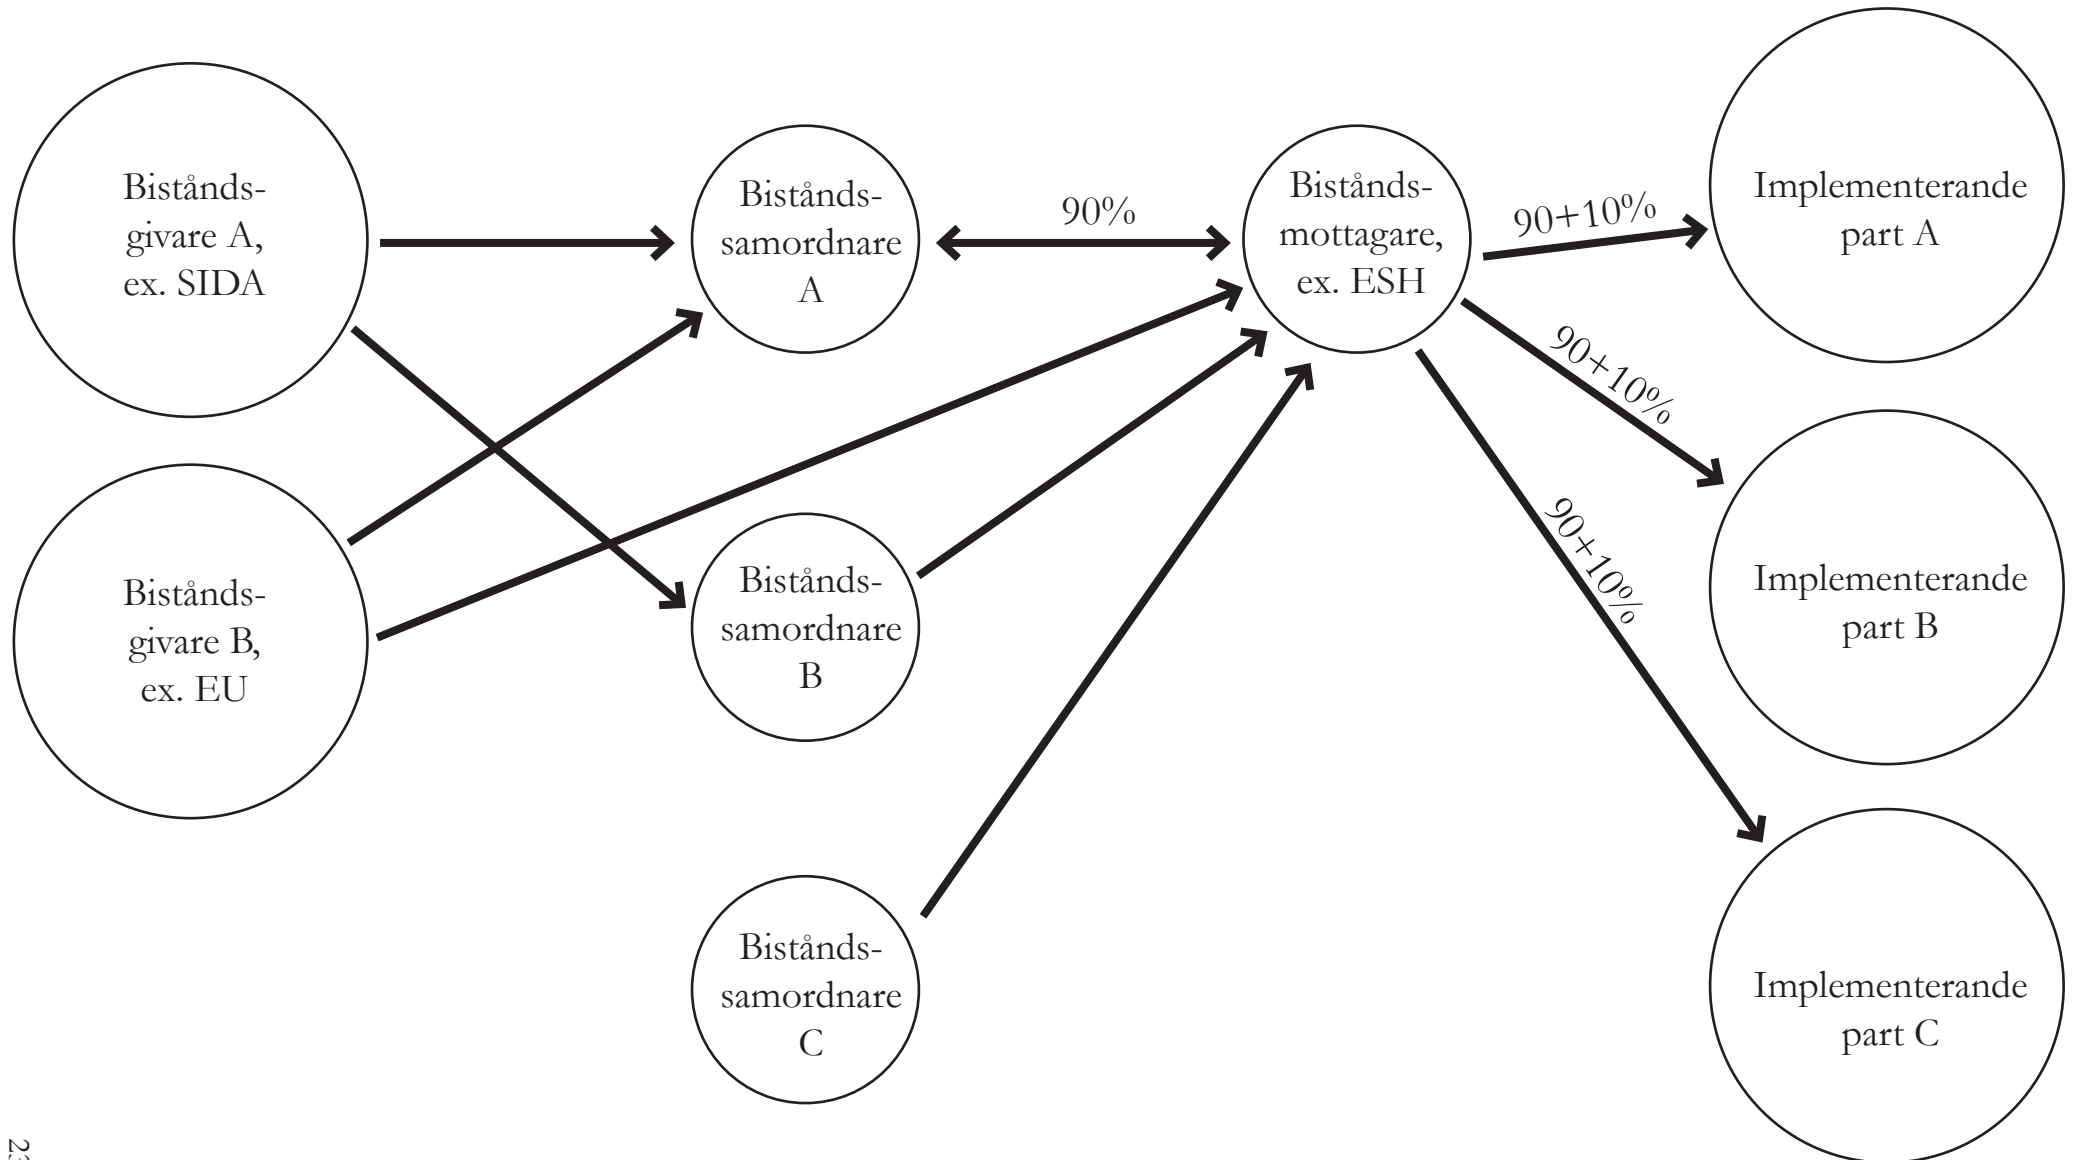 Bistånds-
givare A,
ex. SIDA
Bistånds-
samordnare
A
90%
Bistånds-
mottagare,
ex. ESH
90+10%
Implementerande
part A
90+10%
90+10%
Bistånds-
givare B,
ex. EU
Bistånds-
samordnare
B
Implementerande
part B
Bistånds-
samordnare
C
Implementerande
part C